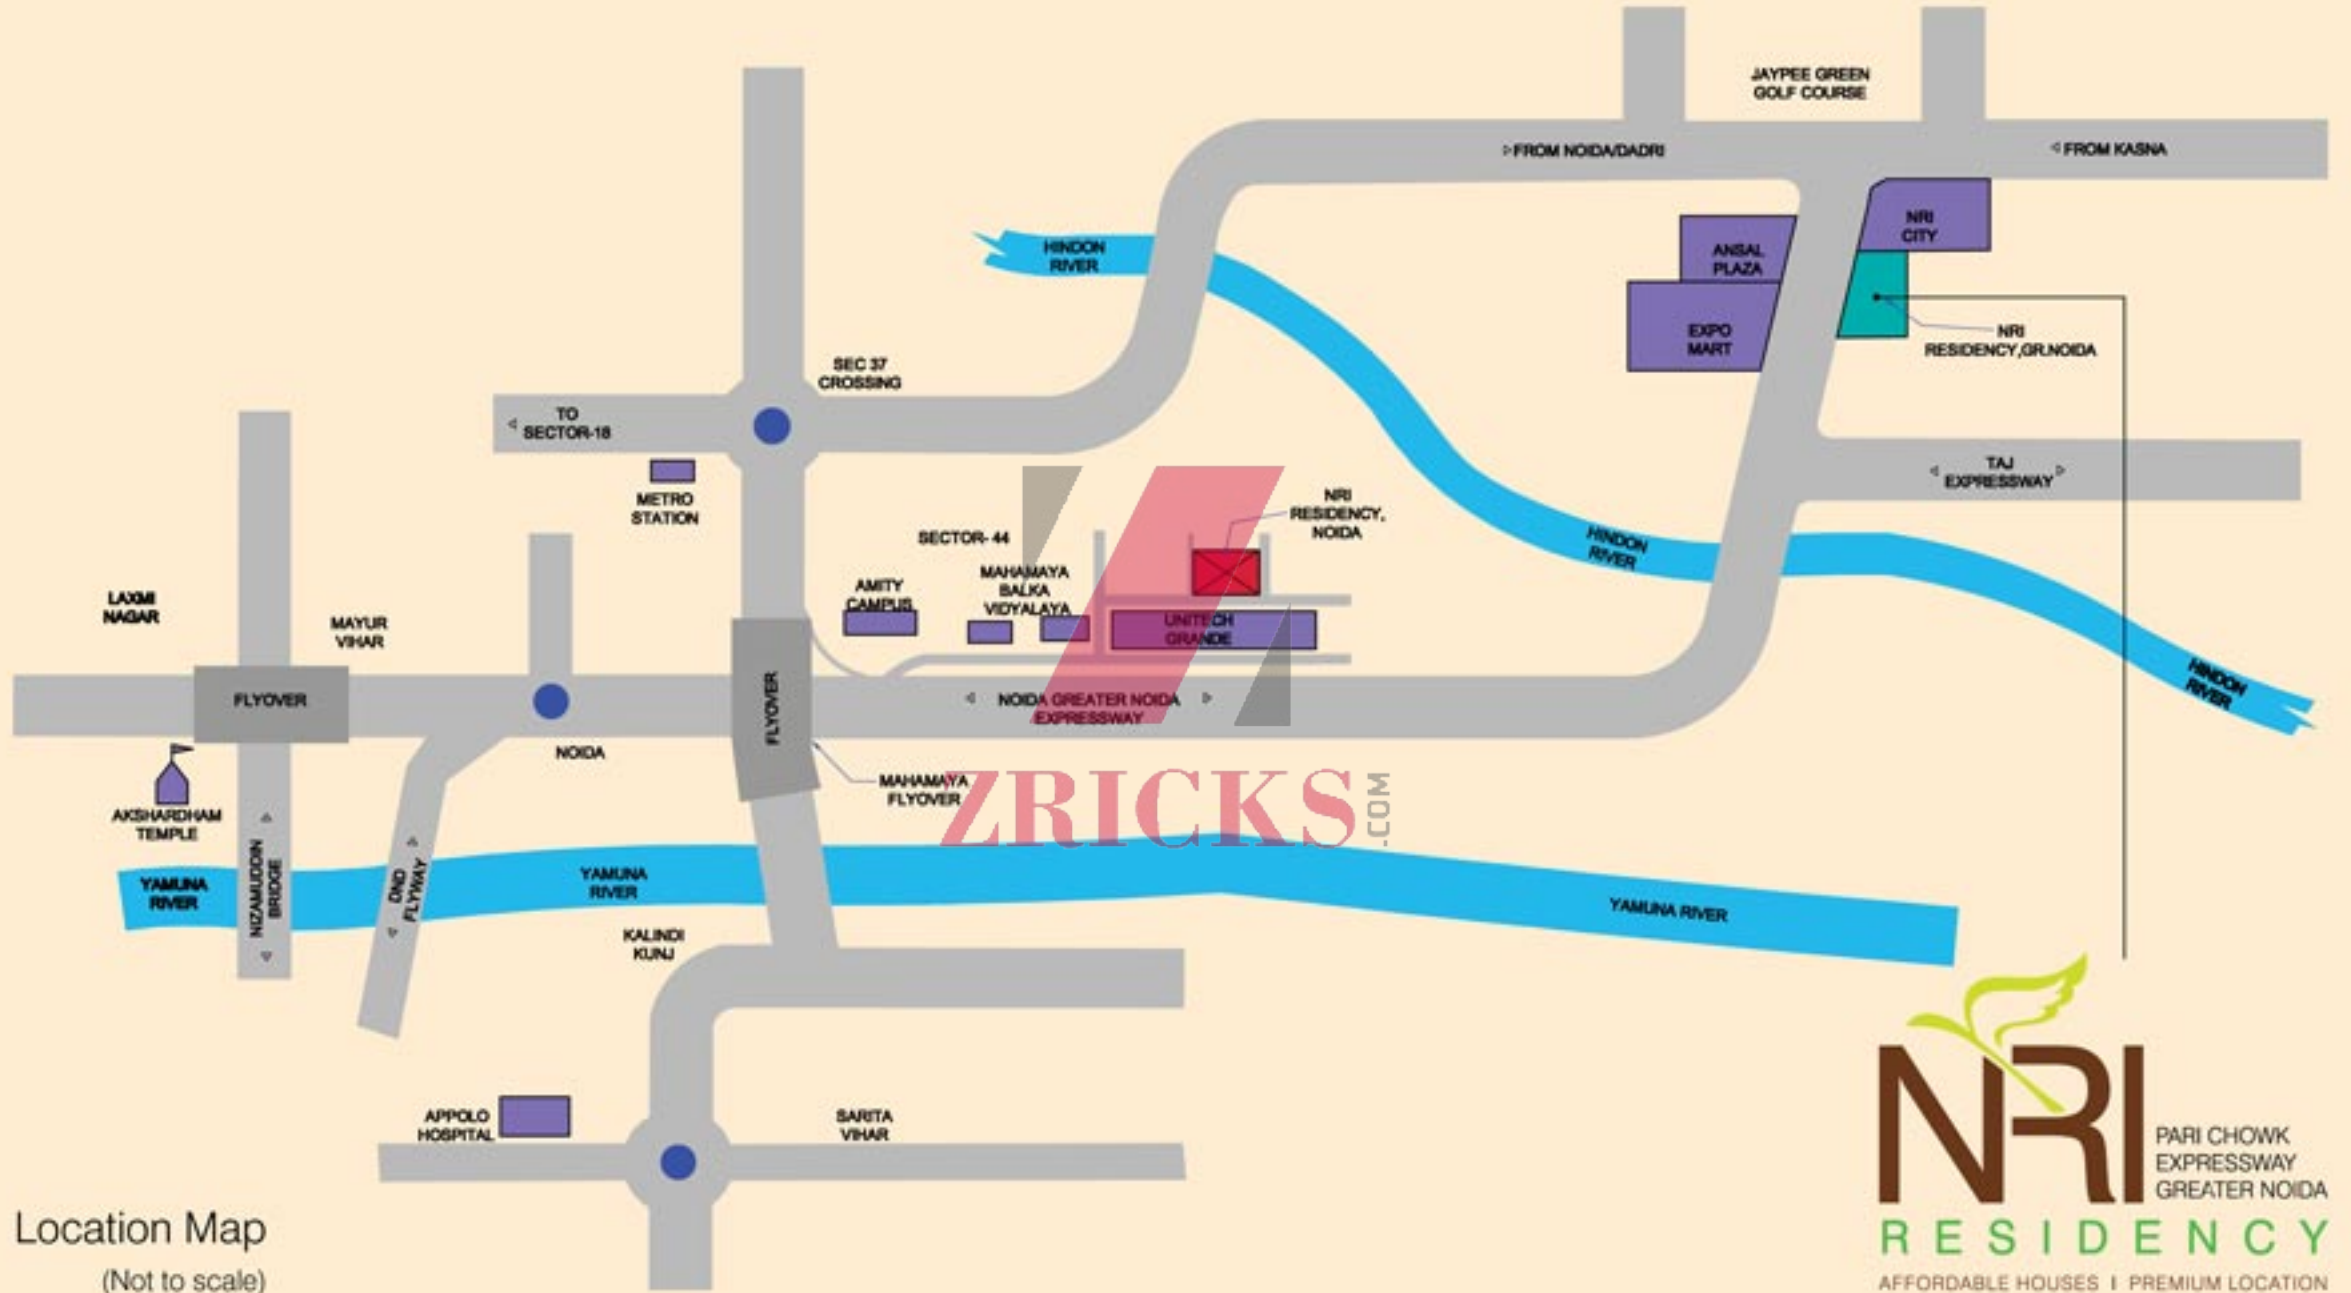 JAYPEE GREEN
GOLF COURSE
▷FROM NOIDA/DADRI
◁ FROM KASNA
NRI
CITY
ANSAL
PLAZA
HINDON
RIVER
EXPO
MART
NRI
RESIDENCY,GR.NOIDA
SEC 37
CROSSING
◁ TO
SECTOR-18
◁ TAJ ▷
EXPRESSWAY
METRO
STATION
NRI
RESIDENCY,
NOIDA
SECTOR- 44
HINDON
RIVER
MAHAMAYA
BALKA
VIDYALAYA
AMITY
CAMPUS
LAXMI
NAGAR
MAYUR
VIHAR
UNITECH
GRANDE
HINDON
RIVER
FLYOVER
FLYOVER
◁ NOIDA GREATER NOIDA ▷
EXPRESSWAY
NOIDA
MAHAMAYA
FLYOVER
ZRICKS
.COM
AKSHARDHAM
TEMPLE
NIZAMUDDIN
BRIDGE
DND
FLYWAY
YAMUNA
RIVER
YAMUNA
RIVER
YAMUNA RIVER
KALINDI
KUNJ
APPOLO
HOSPITAL
SARITA
VIHAR
Location Map
(Not to scale)
NRI
PARI CHOWK
EXPRESSWAY
GREATER NOIDA
RESIDENCY
AFFORDABLE HOUSES I PREMIUM LOCATION